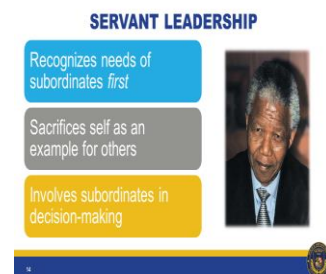 SERVANT LEADERSHIP
Recognizes needs of
subordinates first
Sacrifices self as an
example for others
Involves subordinates in
decision-making
14